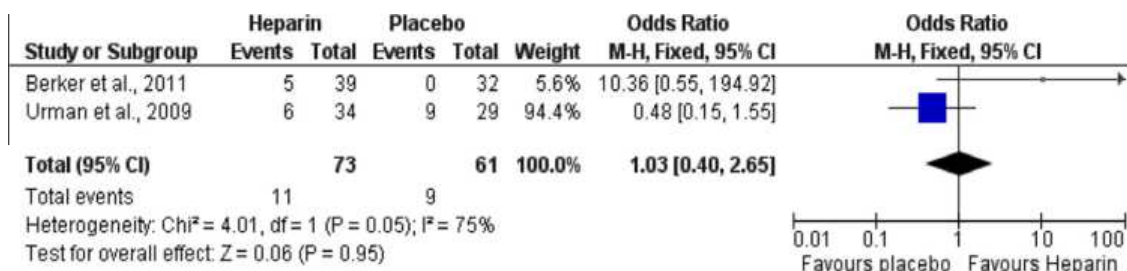 Heparin Placebo Odds Ratio Odds Ratio
Study or Subgroup Events Total Events Total Weight M-H, Fixed, 95% CI M-H, Fixed, 95% CI
Berker et al., 2011 5 39 0 32 5.6% 10.36 [0.55, 194.92]
Urman et al., 2009 6 34 9 29 94.4% 0.48 [0.15, 1.55]
Total (95% CI) 73 61 100.0% 1.03 [0.40, 2.65]
Total events 11 9
Heterogeneity: Chi² = 4.01, df = 1 (P = 0.05); I² = 75%
Test for overall effect: Z = 0.06 (P = 0.95)
0.01 0.1 1 10 100
Favours placebo Favours Heparin